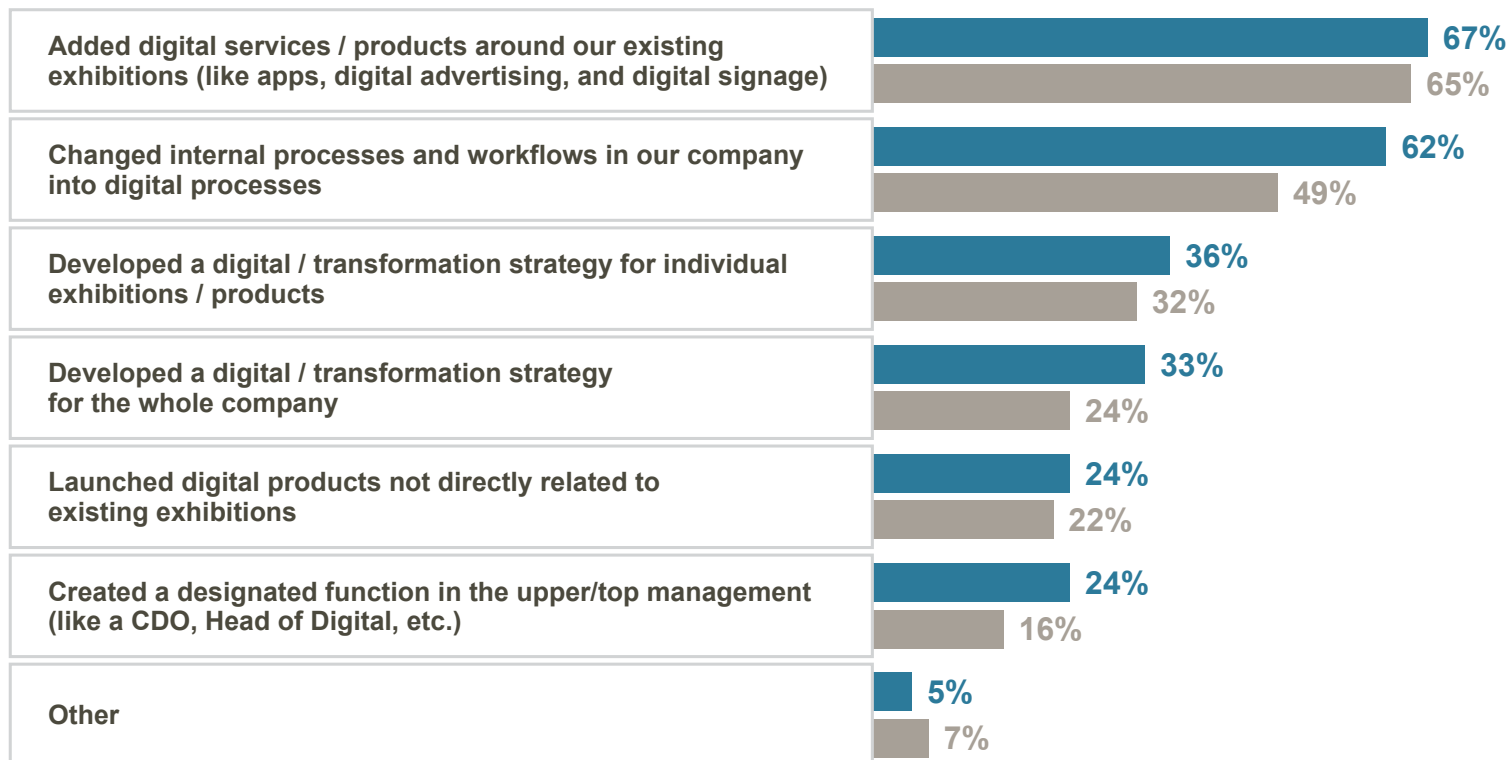 Added digital services / products around our existing
exhibitions (like apps, digital advertising, and digital signage)
67%
65%
Changed internal processes and workflows in our company
into digital processes
62%
49%
Developed a digital / transformation strategy for individual
exhibitions / products
36%
32%
Developed a digital / transformation strategy
for the whole company
33%
24%
Launched digital products not directly related to
existing exhibitions
24%
22%
Created a designated function in the upper/top management
(like a CDO, Head of Digital, etc.)
24%
16%
Other
5%
7%